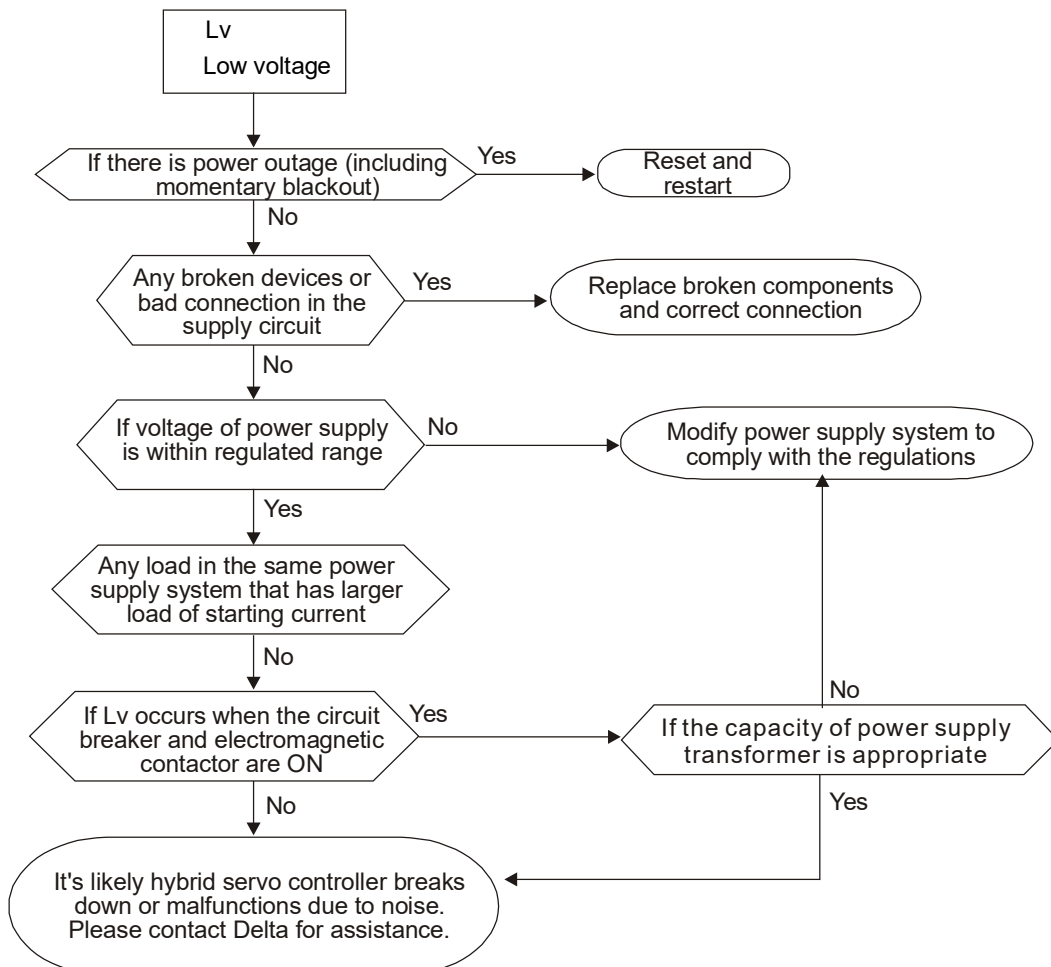 Lv
Low voltage
If there is power outage (including
momentary blackout)
Yes
Reset and
restart
No
Any broken devices or
bad connection in the
supply circuit
Yes
Replace broken components
and correct connection
No
If voltage of power supply
is within regulated range
No
Modify power supply system to
comply with the regulations
Yes
Any load in the same power
supply system that has larger
load of starting current
No
If Lv occurs when the circuit
breaker and electromagnetic
contactor are ON
Yes
No
If the capacity of power supply
transformer is appropriate
No
Yes
It's likely hybrid servo controller breaks
down or malfunctions due to noise.
Please contact Delta for assistance.